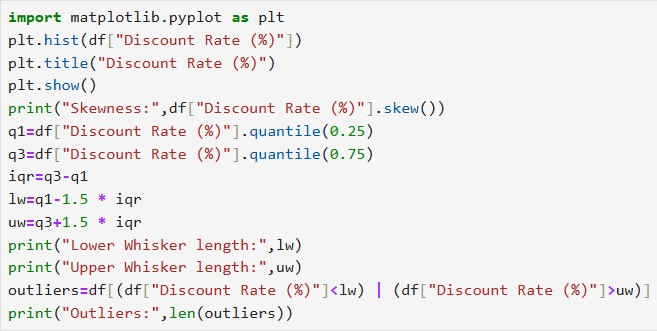 import matplotlib.pyplot as plt
plt.hist(df["Discount Rate (%)"])
plt.title("Discount Rate (%)")
plt.show()
print("Skewness:",df["Discount Rate (%)"].skew())
q1=df["Discount Rate (%)"].quantile(0.25)
q3=df["Discount Rate (%)"].quantile(0.75)
iqr=q3-q1
lw=q1-1.5 * iqr
uw=q3+1.5 * iqr
print("Lower Whisker length:",lw)
print("Upper Whisker length:",uw)
outliers=df[(df["Discount Rate (%)"]<lw) | (df["Discount Rate (%)"]>uw)]
print("Outliers:",len(outliers))